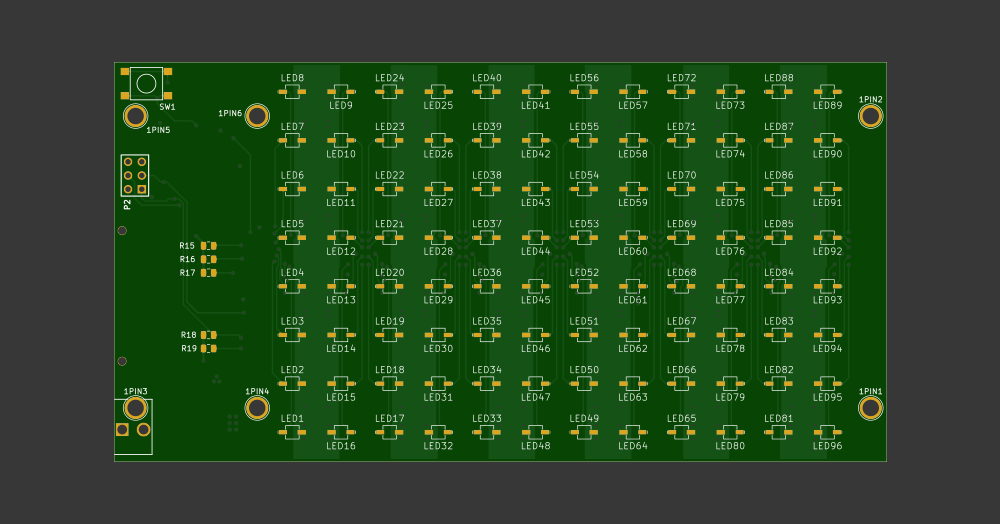 LED8 LED24 LED40 LED56 LED72 LED88
SW1 LED9 LED25 LED41 LED57 LED73 LED89
1PIN6 1PIN2
1PIN5
LED7 LED23 LED39 LED55 LED71 LED87
LED10 LED26 LED42 LED58 LED74 LED90
LED6 LED22 LED38 LED54 LED70 LED86
P2 LED11 LED27 LED43 LED59 LED75 LED91
LED5 LED21 LED37 LED53 LED69 LED85
R15
LED12 LED28 LED44 LED60 LED76 LED92
R16
R17 LED4 LED20 LED36 LED52 LED68 LED84
LED13 LED29 LED45 LED61 LED77 LED93
LED3 LED19 LED35 LED51 LED67 LED83
R18
R19 LED14 LED30 LED46 LED62 LED78 LED94
LED2 LED18 LED34 LED50 LED66 LED82
1PIN3 1PIN4 1PIN1
LED15 LED31 LED47 LED63 LED79 LED95
LED1 LED17 LED33 LED49 LED65 LED81
LED16 LED32 LED48 LED64 LED80 LED96